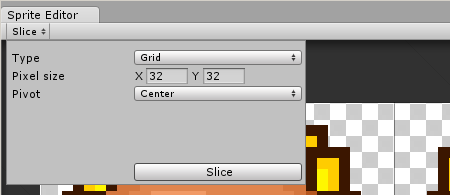 Sprite Editor
Slice
Type Grid
Pixel size X 32 Y 32
Pivot Center
Slice